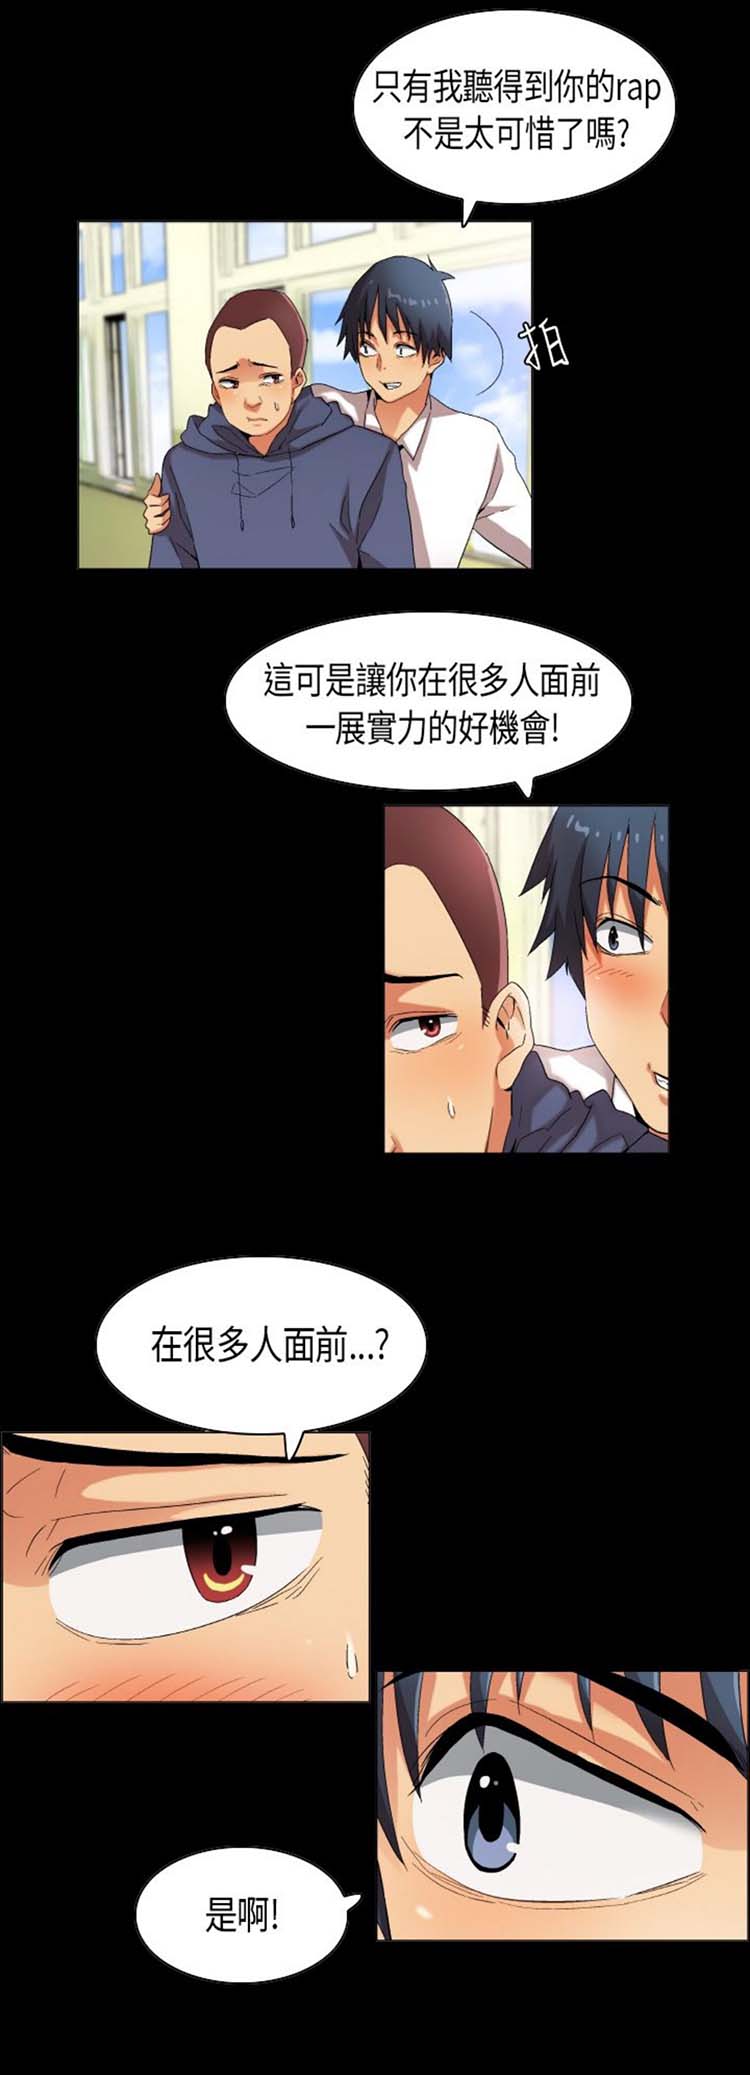 只有我聽得到你的rap
不是太可惜了嗎?
拍
這可是讓你在很多人面前
一展實力的好機會!
在很多人面前...?
是啊!